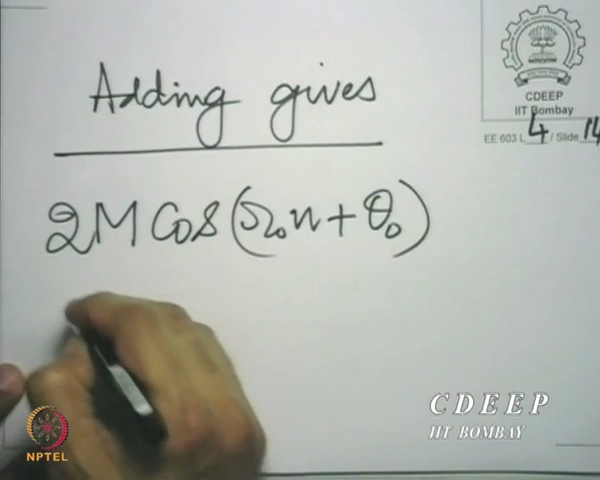 CDEEP
IIT Bombay
EE 603 L 4 / Slide 14
Adding gives
2M Cos(Ω₀n + θ₀)
CDEEP
IIT BOMBAY
NPTEL